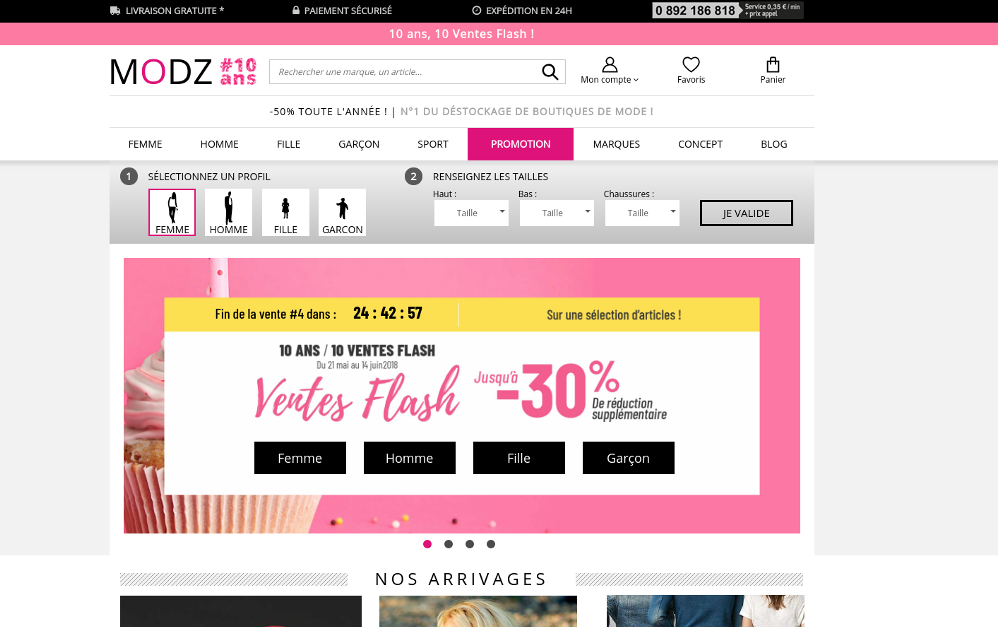 LIVRAISON GRATUITE *
PAIEMENT SÉCURISÉ
EXPÉDITION EN 24H
0 892 186 818
Service 0,35 € / min
+ prix appel
10 ans, 10 Ventes Flash !
MODZ
#10
ans
Rechercher une marque, un article...
Mon compte
Favoris
Panier
-50% TOUTE L'ANNÉE ! | N°1 DU DÉSTOCKAGE DE BOUTIQUES DE MODE !
FEMME
HOMME
FILLE
GARÇON
SPORT
PROMOTION
MARQUES
CONCEPT
BLOG
1 SÉLECTIONNEZ UN PROFIL
FEMME
HOMME
FILLE
GARCON
2 RENSEIGNEZ LES TAILLES
Haut :
Bas :
Chaussures :
Taille
Taille
Taille
JE VALIDE
Fin de la vente #4 dans : 24 : 42 : 57
Sur une sélection d'articles !
10 ANS / 10 VENTES FLASH
Du 21 mai au 14 juin 2018
Ventes Flash
Jusqu'à
-30%
De réduction
supplémentaire
Femme
Homme
Fille
Garçon
NOS ARRIVAGES